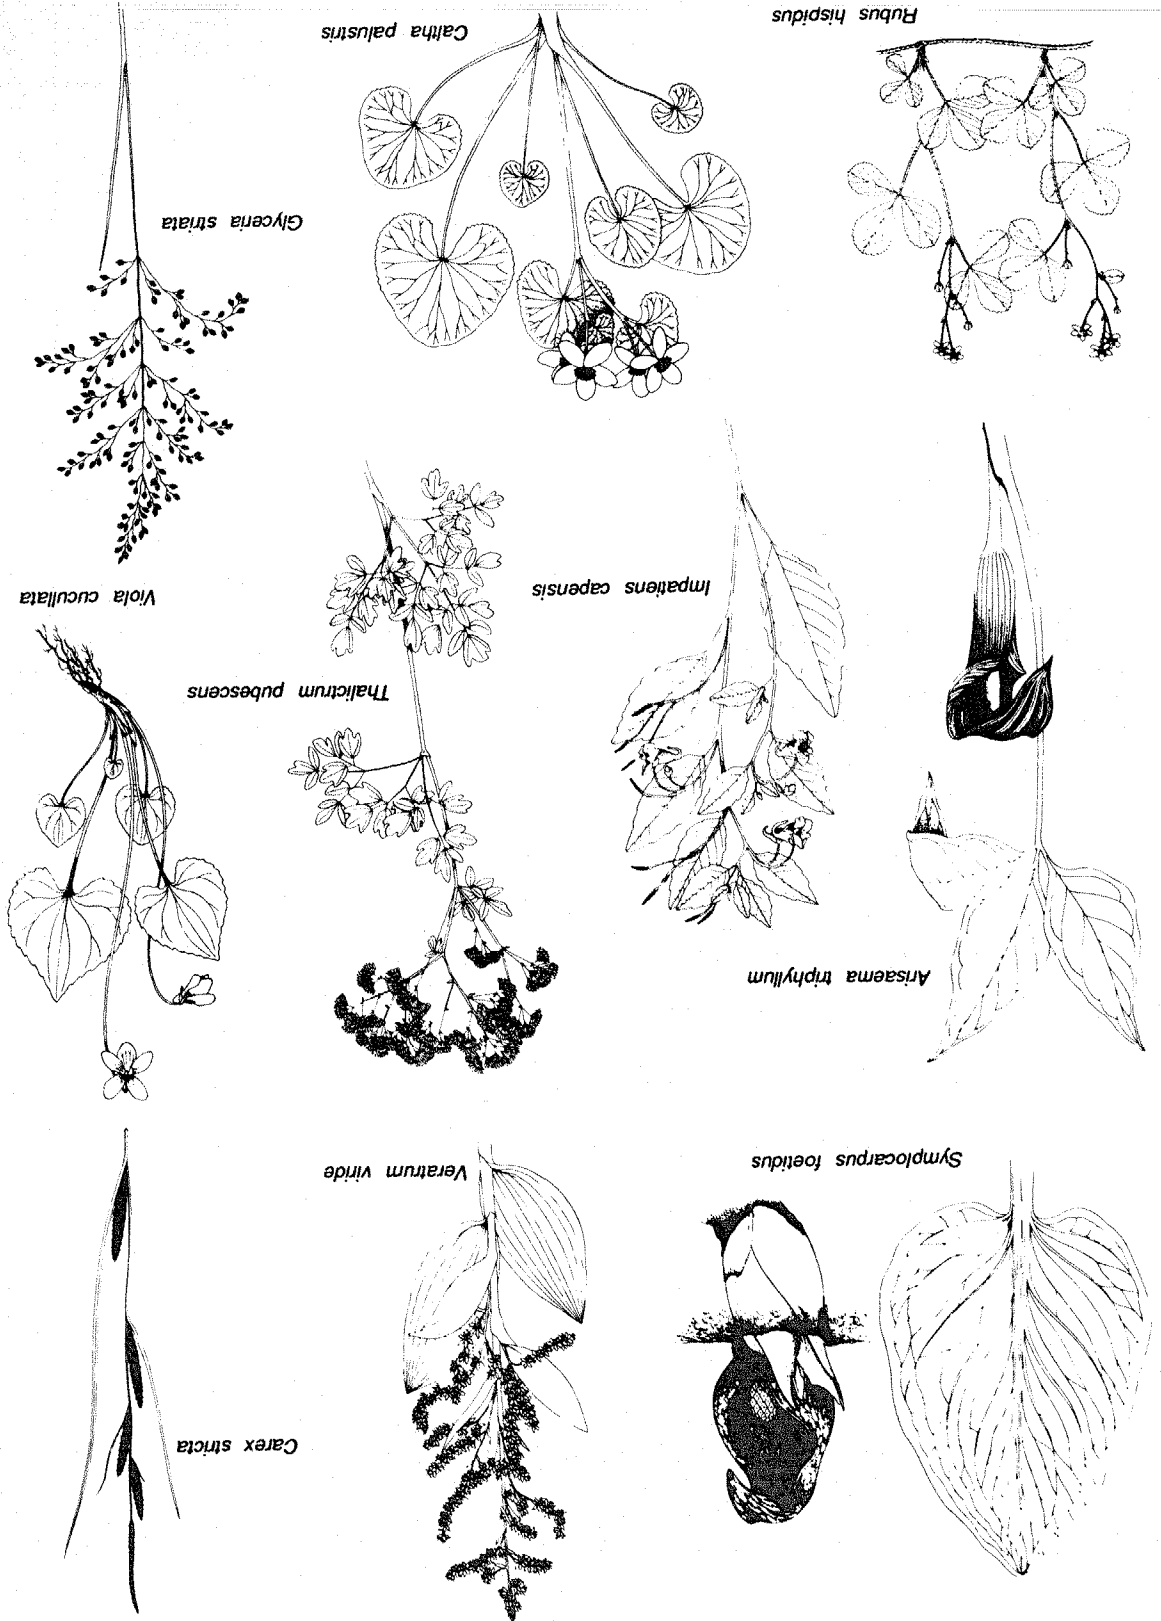 Symplocarpus foetidus
Veratrum viride
Carex stricta
Arisaema triphyllum
Impatiens capensis
Thalictrum pubescens
Viola cucullata
Rubus hispidus
Caltha palustris
Glyceria striata